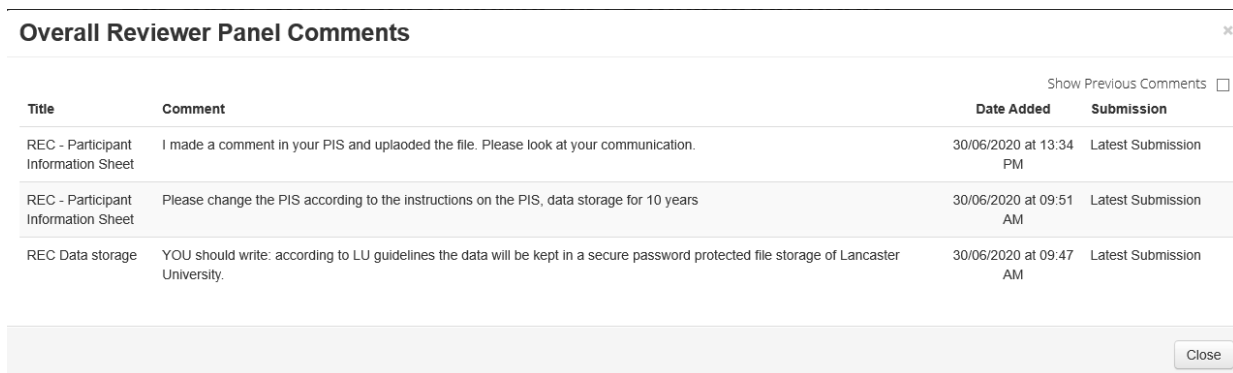 Overall Reviewer Panel Comments
×
Show Previous Comments
Title Comment Date Added Submission
REC - Participant I made a comment in your PIS and uplaoded the file. Please look at your communication. 30/06/2020 at 13:34 Latest Submission
Information Sheet PM
REC - Participant Please change the PIS according to the instructions on the PIS, data storage for 10 years 30/06/2020 at 09:51 Latest Submission
Information Sheet AM
REC Data storage YOU should write: according to LU guidelines the data will be kept in a secure password protected file storage of Lancaster 30/06/2020 at 09:47 Latest Submission
University. AM
Close